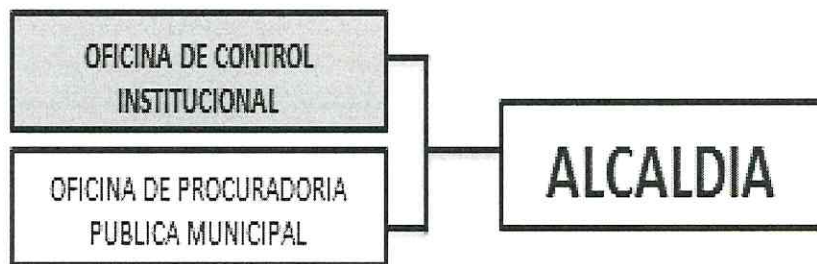 OFICINA DE CONTROL
INSTITUCIONAL
OFICINA DE PROCURADORIA
PUBLICA MUNICIPAL
ALCALDIA